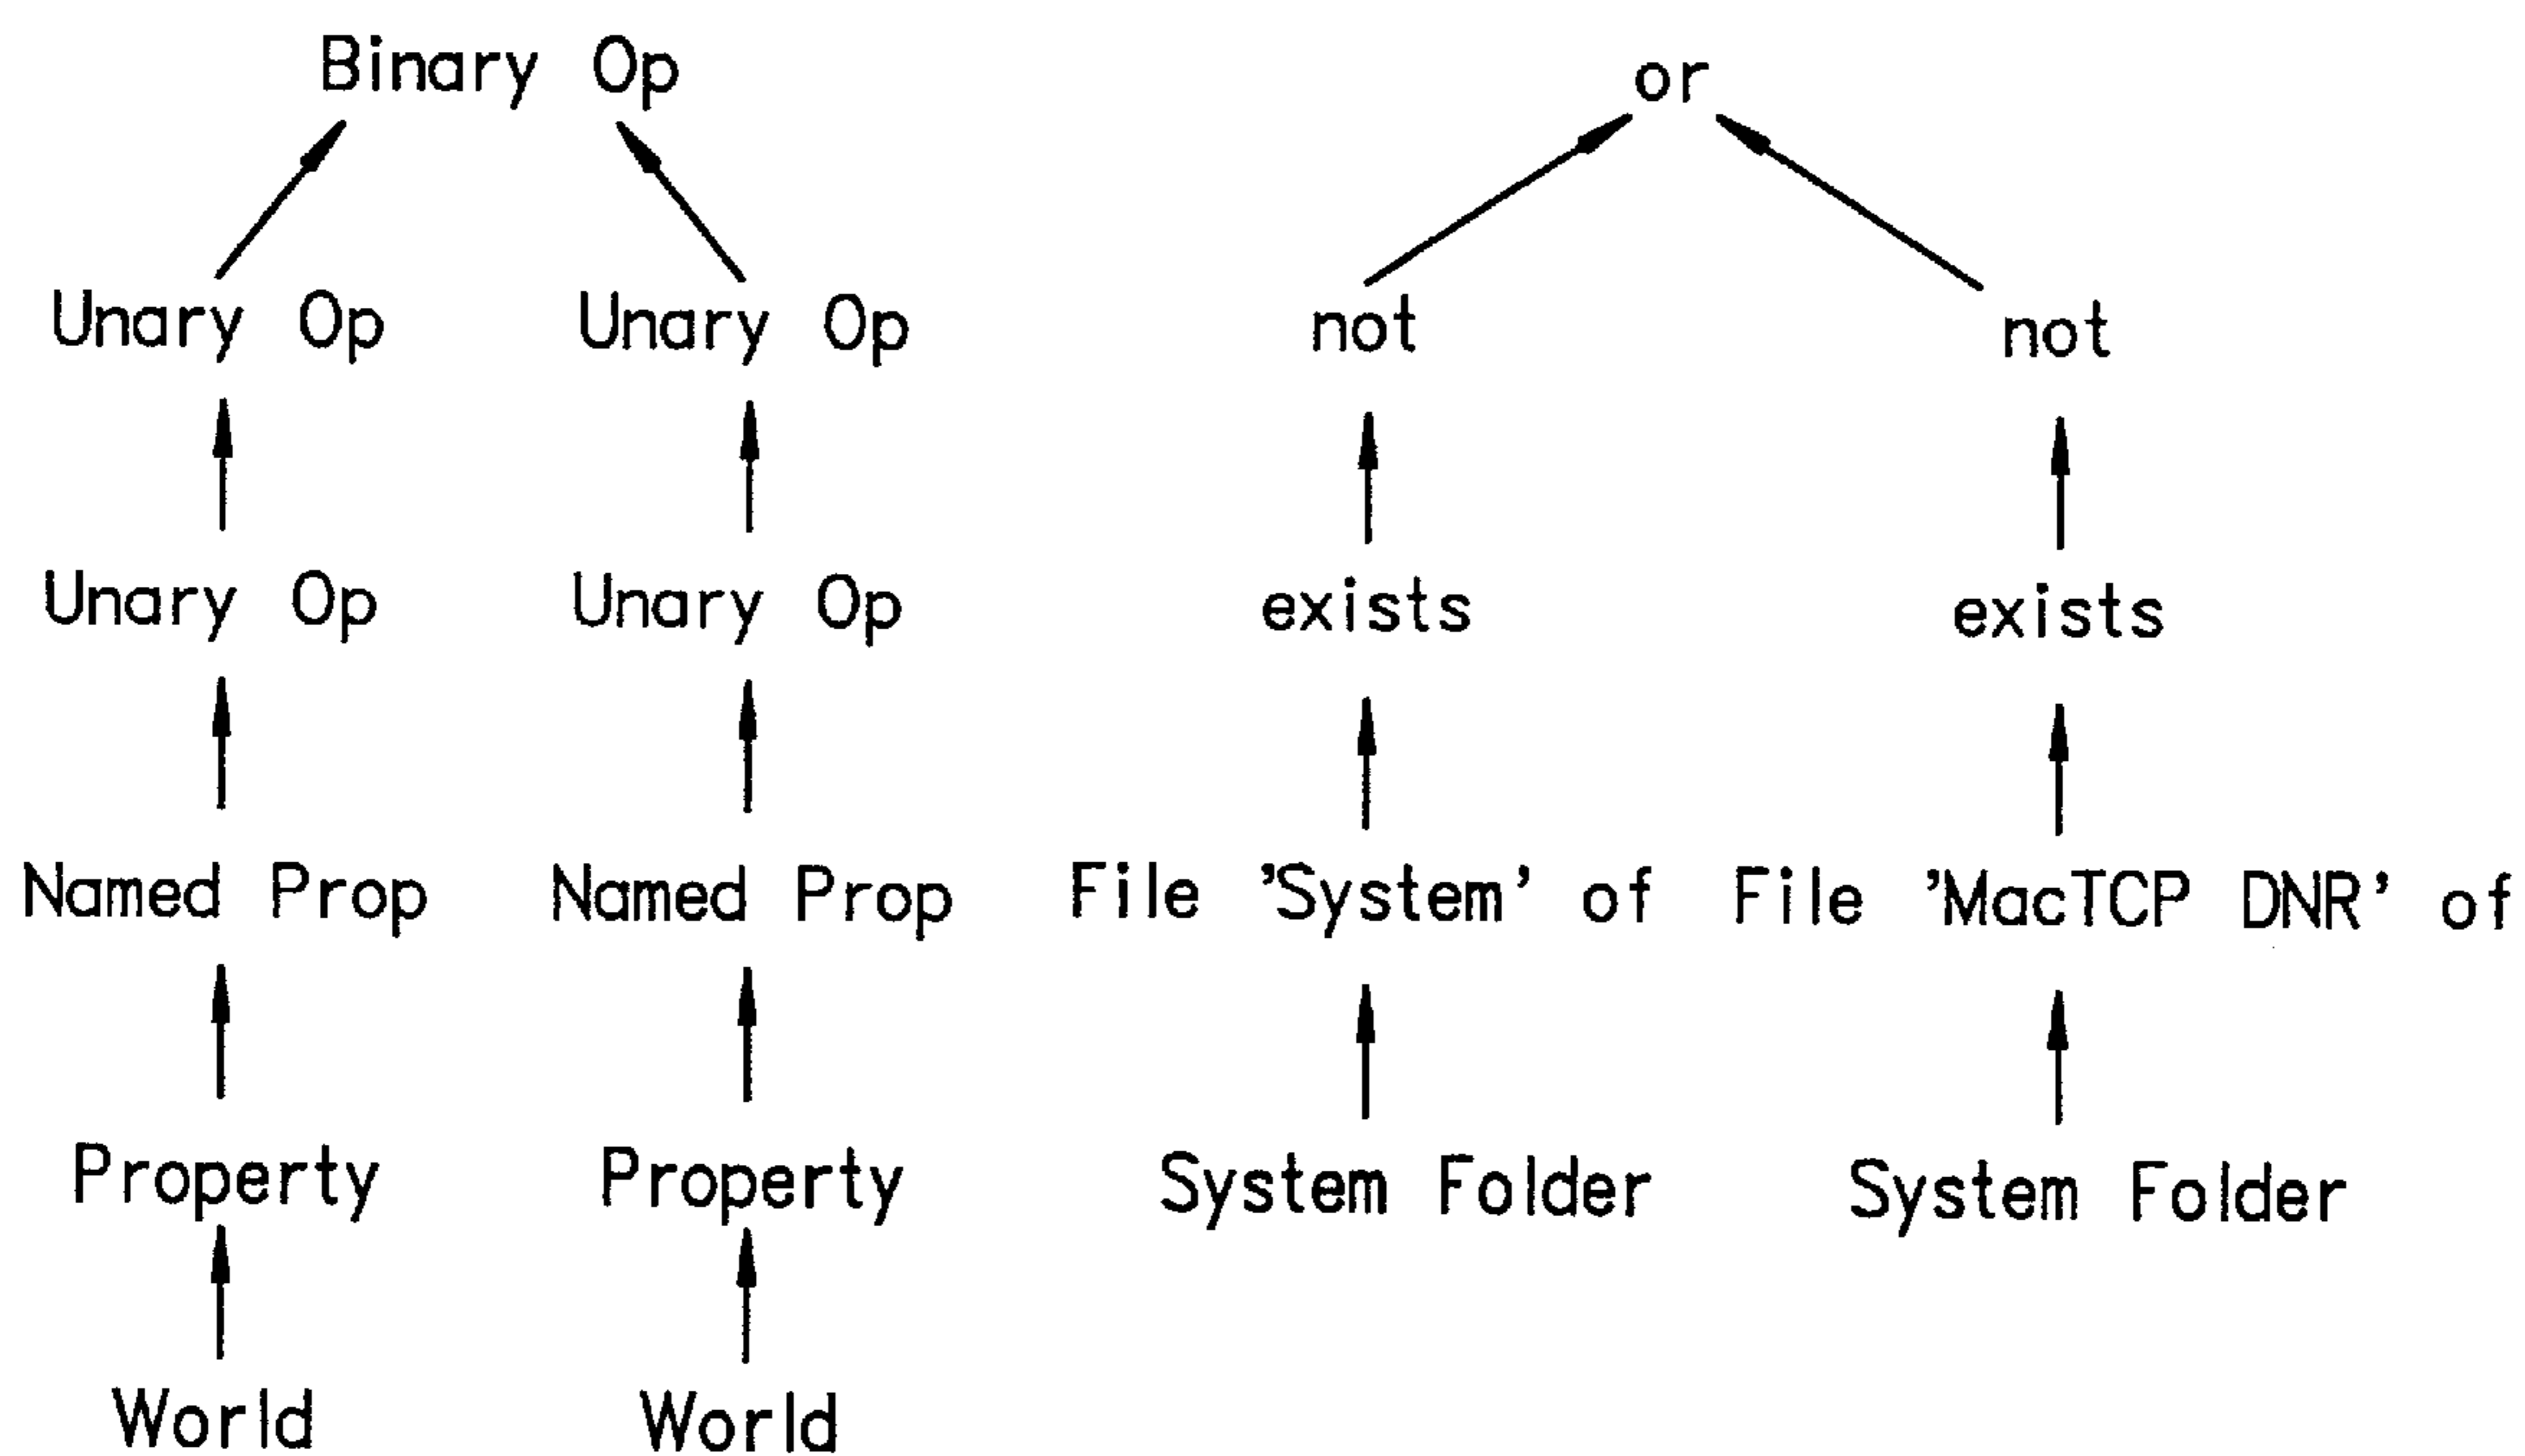 Binary Op or
Unary Op Unary Op not not
Unary Op Unary Op exists exists
Named Prop Named Prop File 'System' of File 'MacTCP DNR' of
Property Property System Folder System Folder
World World